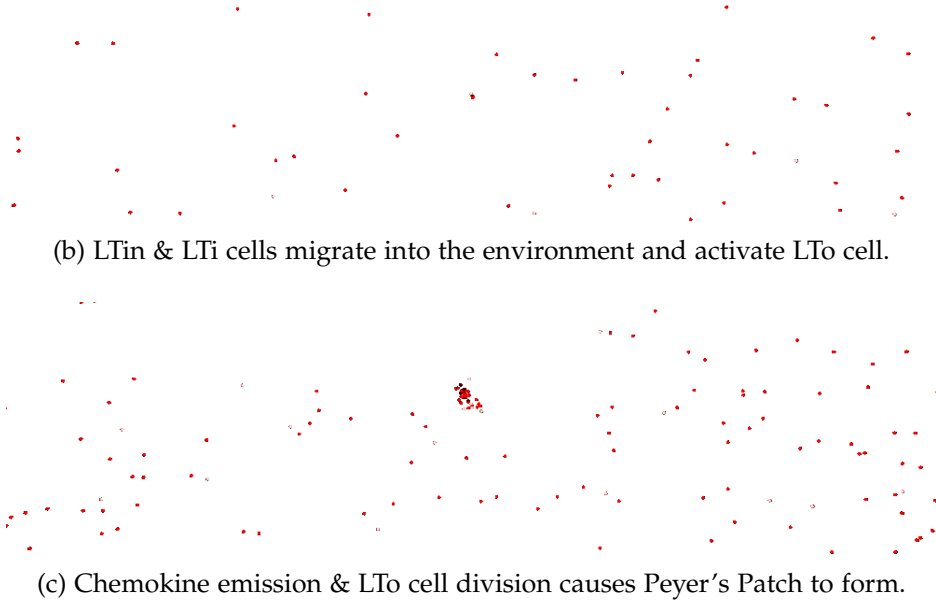 (b) LTin & LTi cells migrate into the environment and activate LTo cell.
(c) Chemokine emission & LTo cell division causes Peyer's Patch to form.